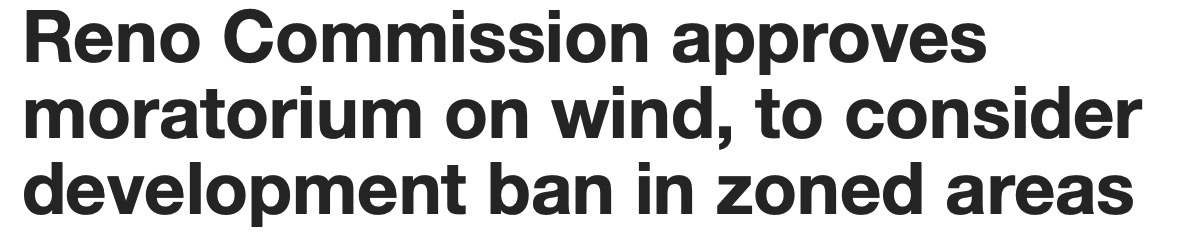 Reno Commission approves
moratorium on wind, to consider
development ban in zoned areas